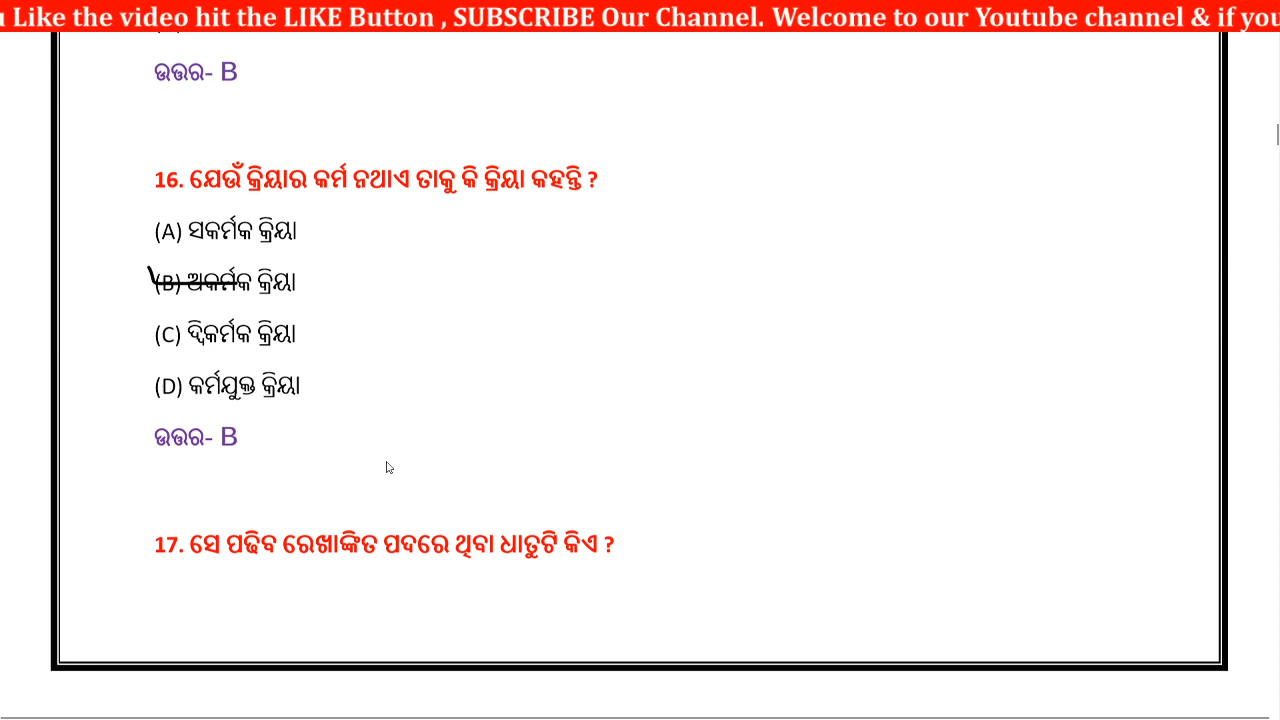 Like the video hit the LIKE Button , SUBSCRIBE Our Channel. Welcome to our Youtube channel & if you
ଉତ୍ତର- B
16. ଯେଉଁ କ୍ରିୟାର କର୍ମ ନଥାଏ ତାକୁ କି କ୍ରିୟା କହନ୍ତି ?
(A) ସକର୍ମକ କ୍ରିୟା
(B) ଅକର୍ମକ କ୍ରିୟା
(C) ଦ୍ୱିକର୍ମକ କ୍ରିୟା
(D) କର୍ମଯୁକ୍ତ କ୍ରିୟା
ଉତ୍ତର- B
17. ସେ ପଢିବ ରେଖାଙ୍କିତ ପଦରେ ଥିବା ଧାତୁଟି କିଏ ?